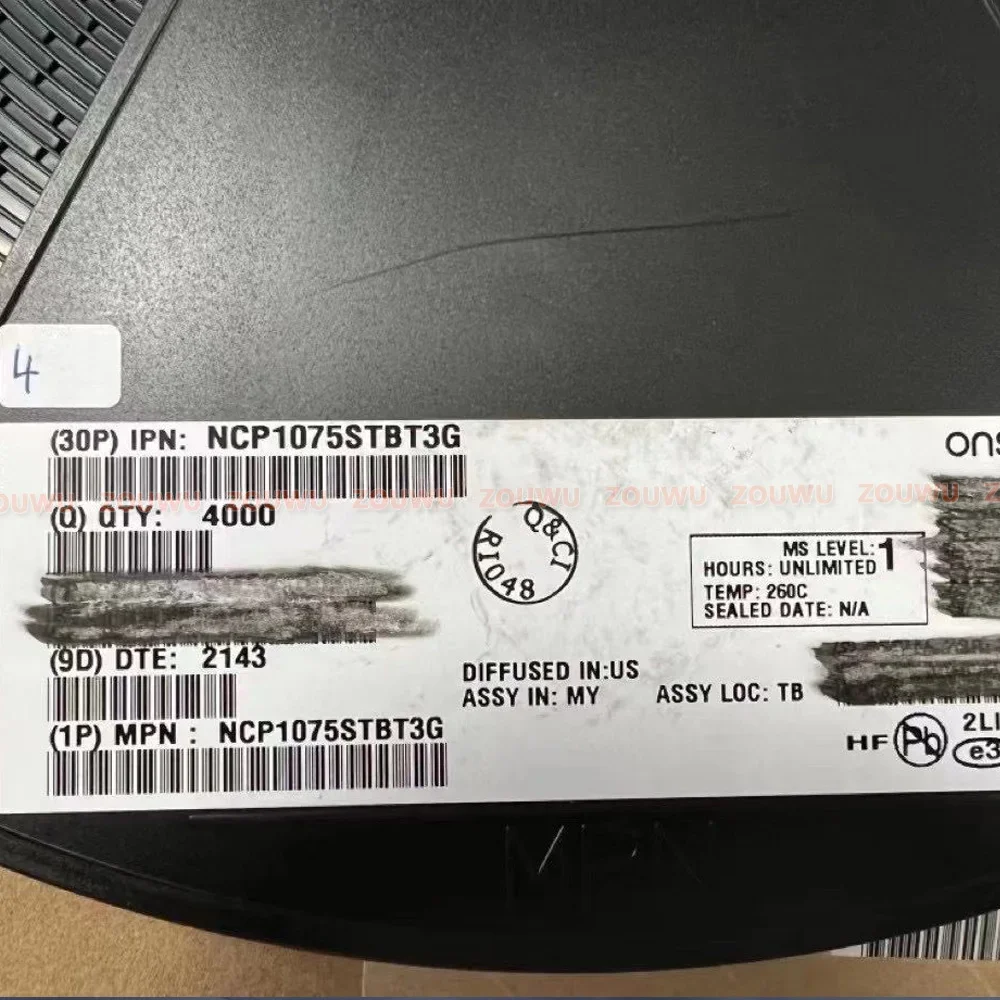 4
(30P) IPN: NCP1075STBT3G
ZOUWU ZOUWU ZOUWU ZOUWU ZOUWU ZOUWU ZOUWU
(Q) QTY: 4000
Q&CI
RI048
MS LEVEL: 1
HOURS: UNLIMITED
TEMP: 260C
SEALED DATE: N/A
(9D) DTE: 2143
DIFFUSED IN:US
ASSY IN: MY ASSY LOC: TB
(1P) MPN : NCP1075STBT3G
HF Pb 2LI
e3
MPN